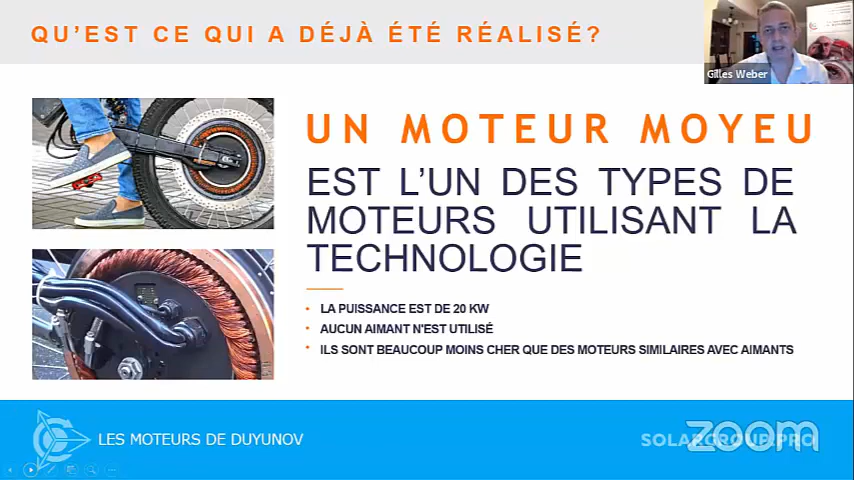 QU'EST CE QUI A DÉJÀ ÉTÉ RÉALISÉ?
Gilles Weber
UN MOTEUR MOYEU
EST L'UN DES TYPES DE
MOTEURS UTILISANT LA
TECHNOLOGIE
• LA PUISSANCE EST DE 20 KW
• AUCUN AIMANT N'EST UTILISÉ
• ILS SONT BEAUCOUP MOINS CHER QUE DES MOTEURS SIMILAIRES AVEC AIMANTS
LES MOTEURS DE DUYUNOV
SOLARGROUP.PRO
zoom